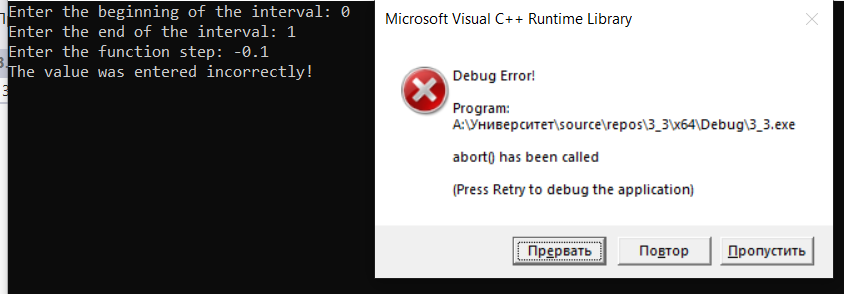 Enter the beginning of the interval: 0
Enter the end of the interval: 1
Enter the function step: -0.1
The value was entered incorrectly!
Microsoft Visual C++ Runtime Library
Debug Error!
Program:
A:\Университет\source\repos\3_3\x64\Debug\3_3.exe
abort() has been called
(Press Retry to debug the application)
Прервать
Повтор
Пропустить